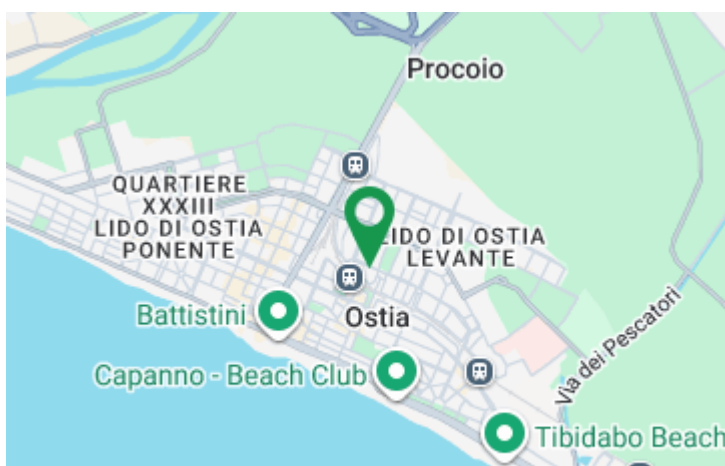 Procoio
QUARTIERE
XXXIII
LIDO DI OSTIA
PONENTE
LIDO DI OSTIA
LEVANTE
Battistini
Ostia
Via dei Pescatori
Capanno - Beach Club
Tibidabo Beach